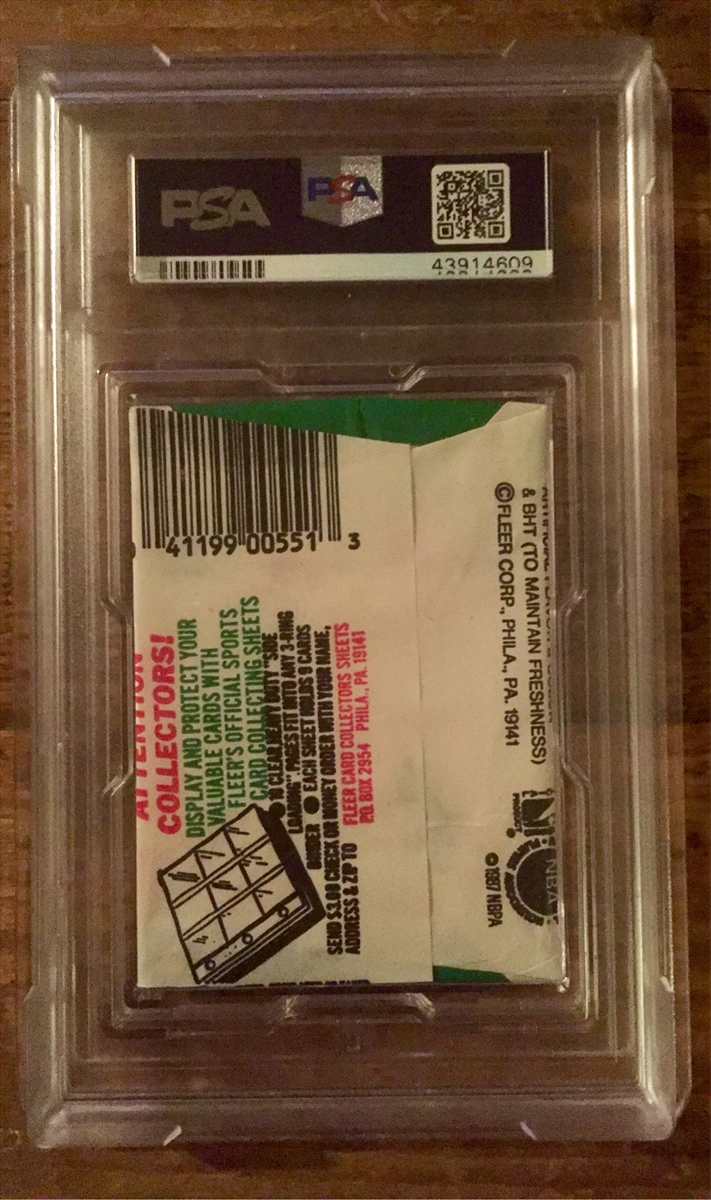 PSA
PSA
43914609
41199 00551 3
ATTENTION
COLLECTORS!
DISPLAY AND PROTECT YOUR
VALUABLE CARDS WITH
FLEER'S OFFICIAL SPORTS
CARD COLLECTING SHEETS
CLEAR HEAVY DUTY "SIDE
LOADING" PAGES FIT INTO ANY 3-RING
BINDER ● EACH SHEET HOLDS 9 CARDS
SEND $3.00 CHECK OR MONEY ORDER WITH YOUR NAME,
ADDRESS & ZIP TO FLEER CARD COLLECTORS SHEETS
P.O. BOX 2954 PHILA., PA. 19141
& BHT (TO MAINTAIN FRESHNESS)
©FLEER CORP., PHILA., PA. 19141
PRODUCT
NBA
© 1987 NBPA